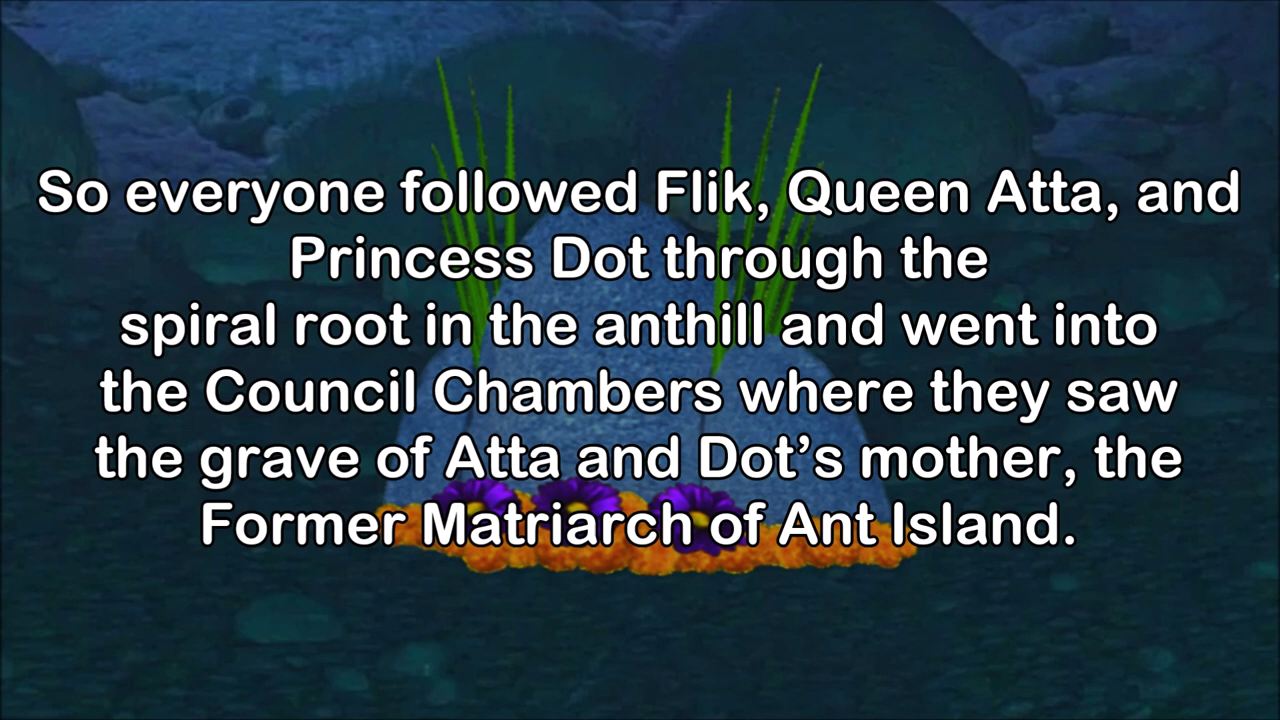 So everyone followed Flik, Queen Atta, and
Princess Dot through the
spiral root in the anthill and went into
the Council Chambers where they saw
the grave of Atta and Dot’s mother, the
Former Matriarch of Ant Island.